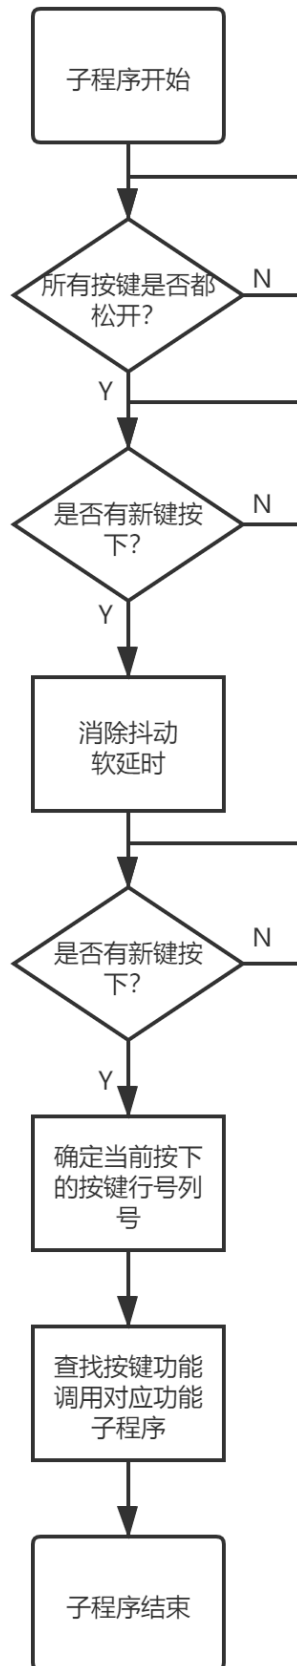 子程序开始
所有按键是否都
松开?
N
Y
是否有新键按
下?
N
Y
消除抖动
软延时
是否有新键按
下?
N
Y
确定当前按下
的按键行号列
号
查找按键功能
调用对应功能
子程序
子程序结束